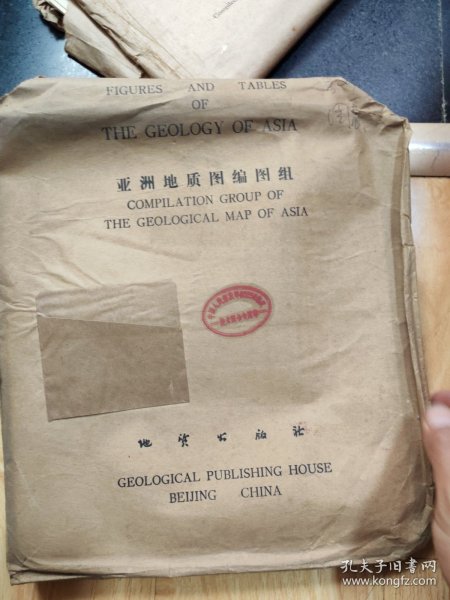 FIGURES AND TABLES
OF
THE GEOLOGY OF ASIA
亚洲地质图编图组
COMPILATION GROUP OF
THE GEOLOGICAL MAP OF ASIA
地质出版社
GEOLOGICAL PUBLISHING HOUSE
BEIJING CHINA
孔夫子旧书网
www.kongfz.com